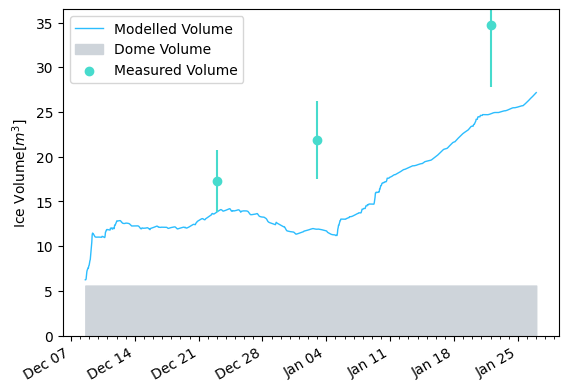 Modelled Volume
Dome Volume
Measured Volume
Ice Volume[m³]
35
30
25
20
15
10
5
0
Dec 07
Dec 14
Dec 21
Dec 28
Jan 04
Jan 11
Jan 18
Jan 25